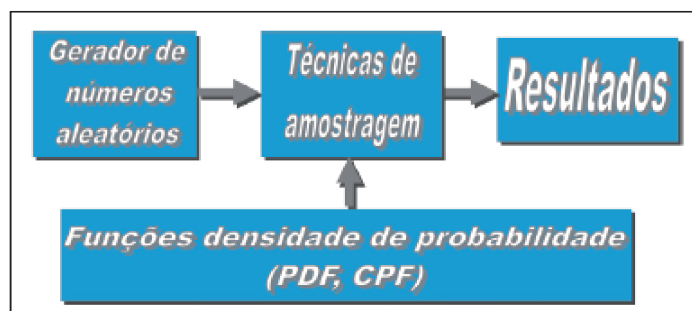 Gerador de
números
aleatórios
Técnicas de
amostragem
Resultados
Funções densidade de probabilidade
(PDF, CPF)